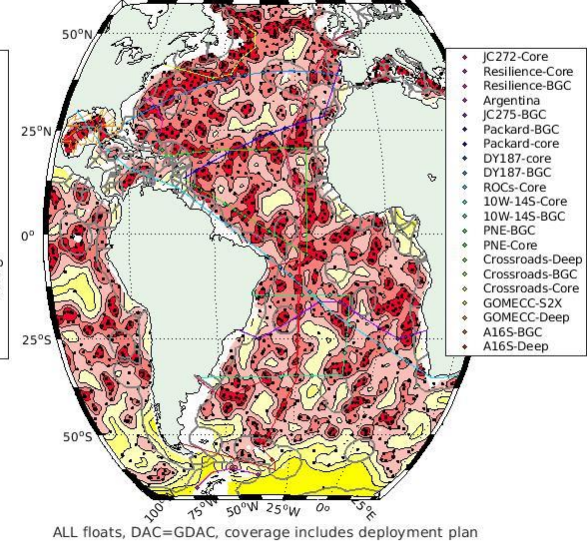 50°N
25°N
0°
25°S
50°S
100°
75°W
50°W
25°W
0°
25°E
JC272-Core
Resilience-Core
Resilience-BGC
Argentina
JC275-BGC
Packard-BGC
Packard-core
DY187-core
DY187-BGC
ROCs-Core
10W-14S-Core
10W-14S-BGC
PNE-BGC
PNE-Core
Crossroads-Deep
Crossroads-BGC
Crossroads-Core
GOMECC-S2X
GOMECC-Deep
A16S-BGC
A16S-Deep
ALL floats, DAC=GDAC, coverage includes deployment plan